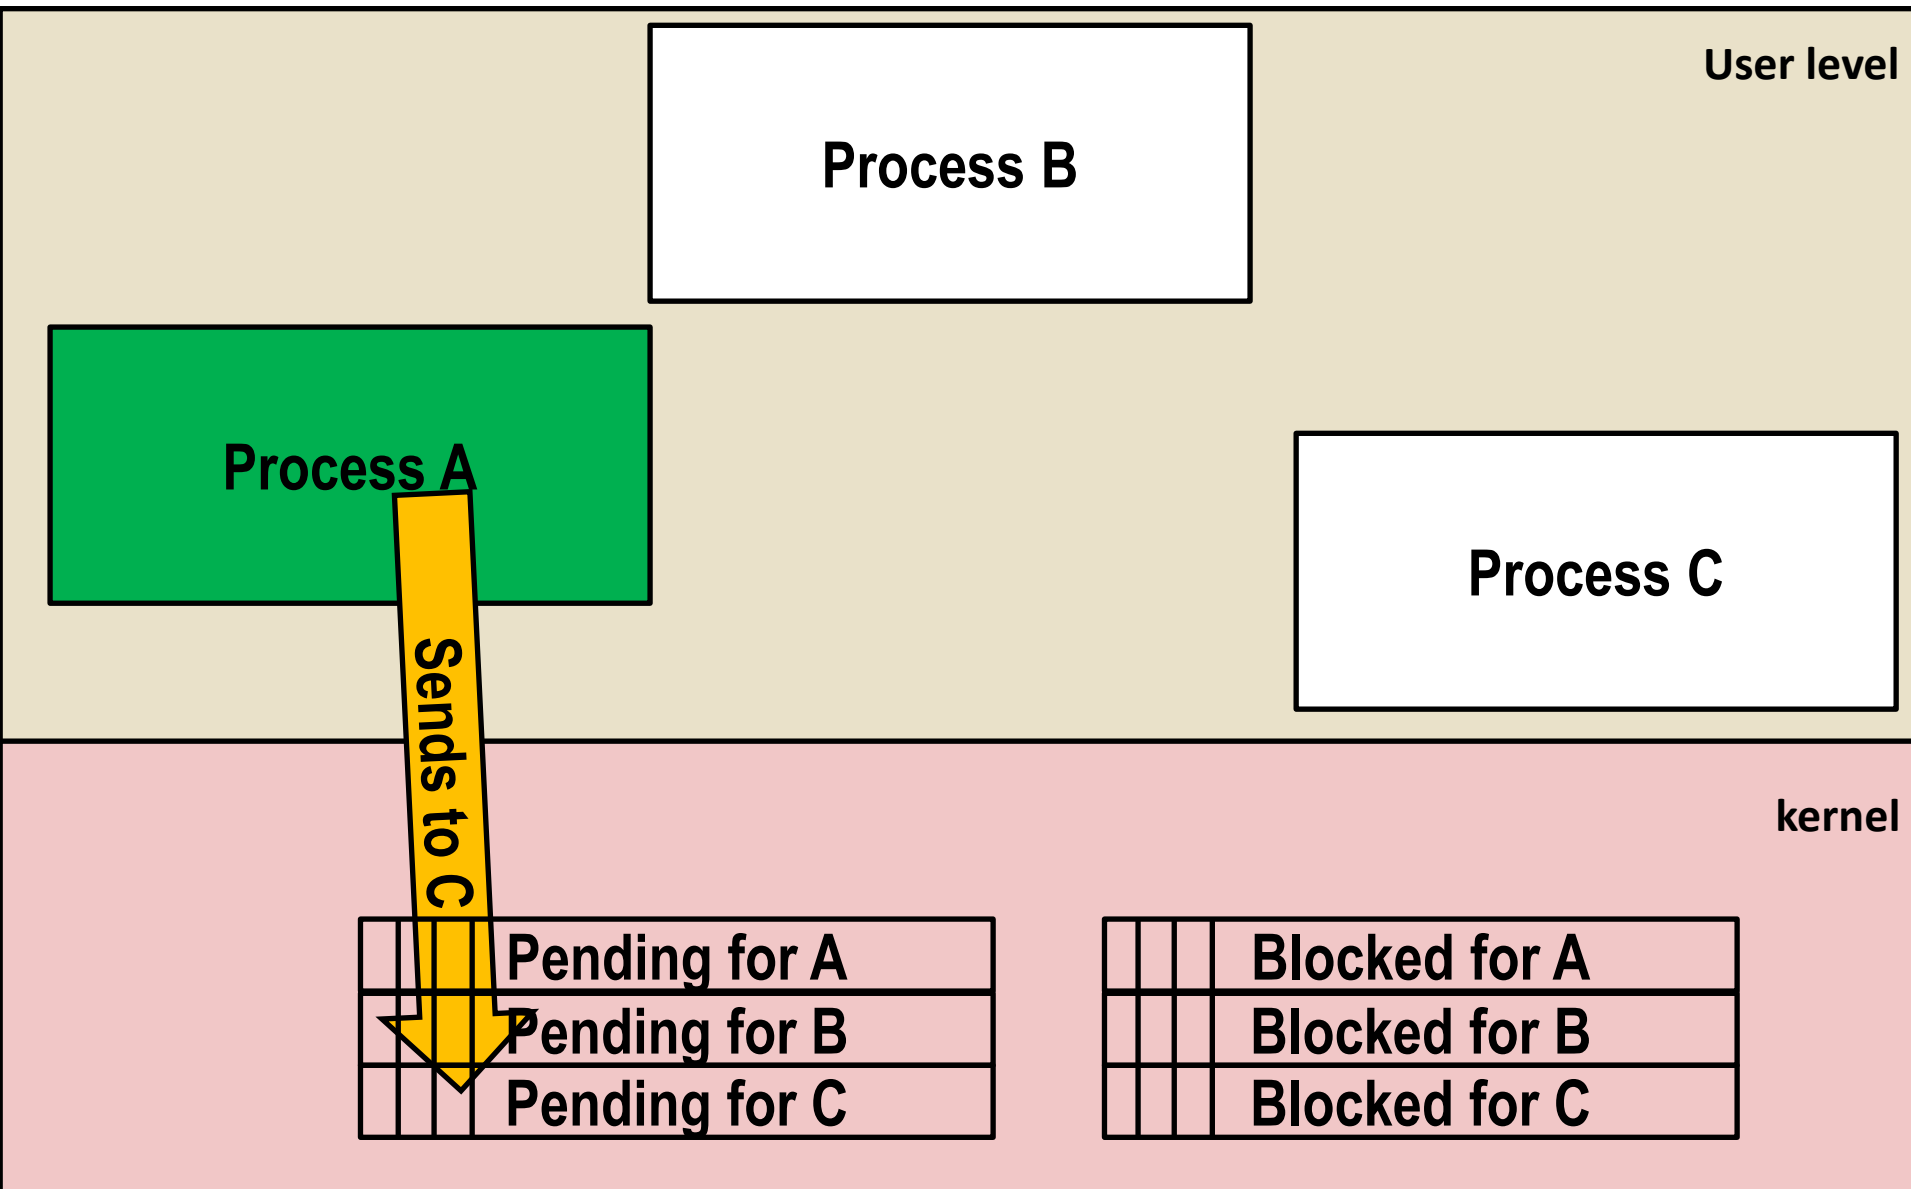 User level
Process B
Process A
Process C
Sends to C
kernel
Pending for A
Blocked for A
Pending for B
Blocked for B
Pending for C
Blocked for C